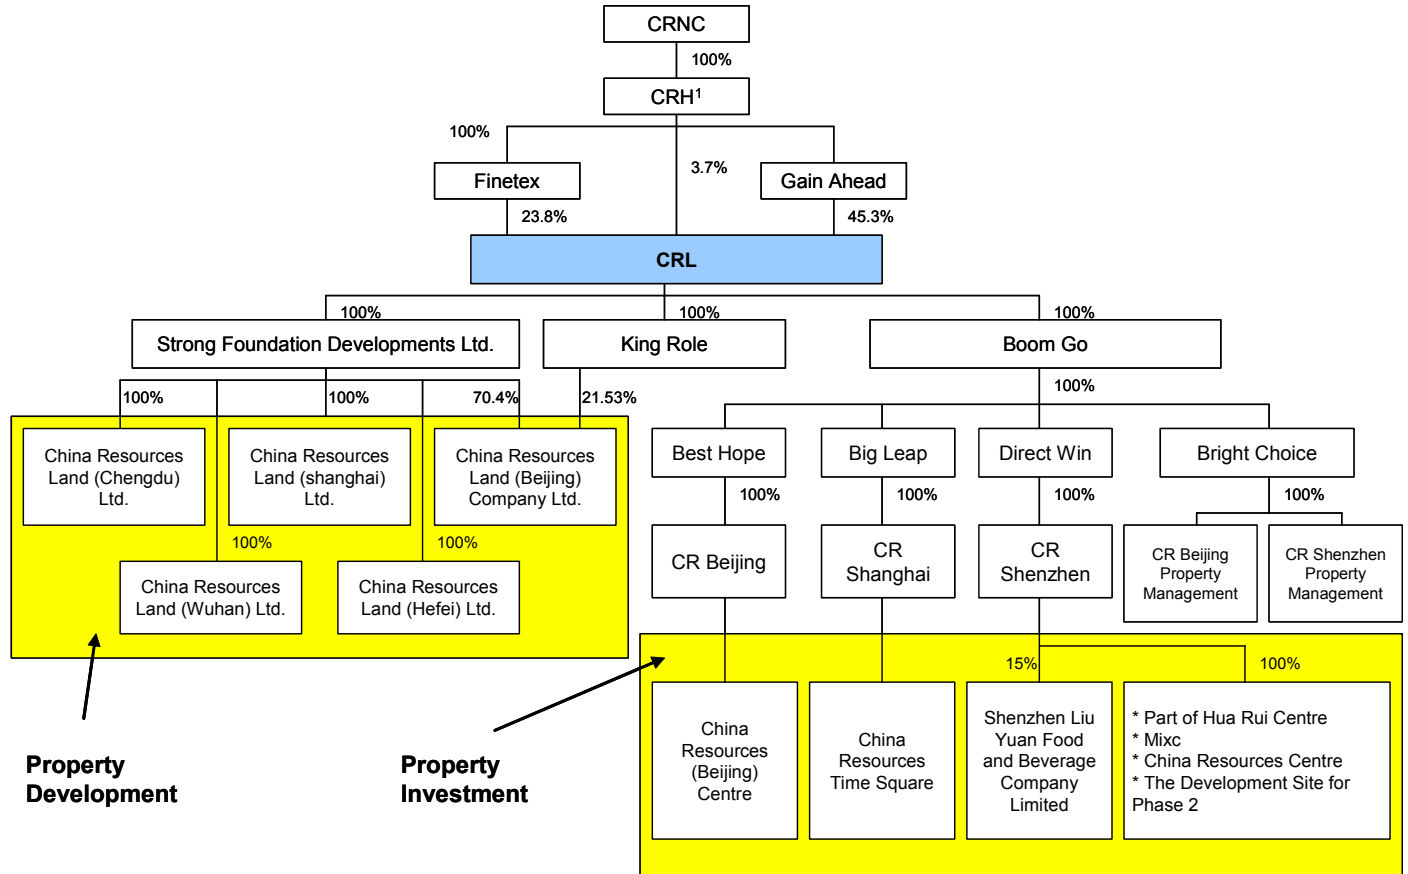 CRNC
100%
CRH1
100%
3.7%
Finetex
Gain Ahead
23.8%
45.3%
CRL
100%
100%
100%
Strong Foundation Developments Ltd.
King Role
Boom Go
100%
100%
70.4%
21.53%
100%
China Resources
Land (Chengdu)
Ltd.
China Resources
Land (shanghai)
Ltd.
China Resources
Land (Beijing)
Company Ltd.
Best Hope
Big Leap
Direct Win
Bright Choice
100%
100%
100%
100%
100%
100%
China Resources
Land (Wuhan) Ltd.
China Resources
Land (Hefei) Ltd.
CR Beijing
CR
Shanghai
CR
Shenzhen
CR Beijing
Property
Management
CR Shenzhen
Property
Management
15%
100%
China
Resources
(Beijing)
Centre
China
Resources
Time Square
Shenzhen Liu
Yuan Food
and Beverage
Company
Limited
* Part of Hua Rui Centre
* Mixc
* China Resources Centre
* The Development Site for
Phase 2
Property
Development
Property
Investment